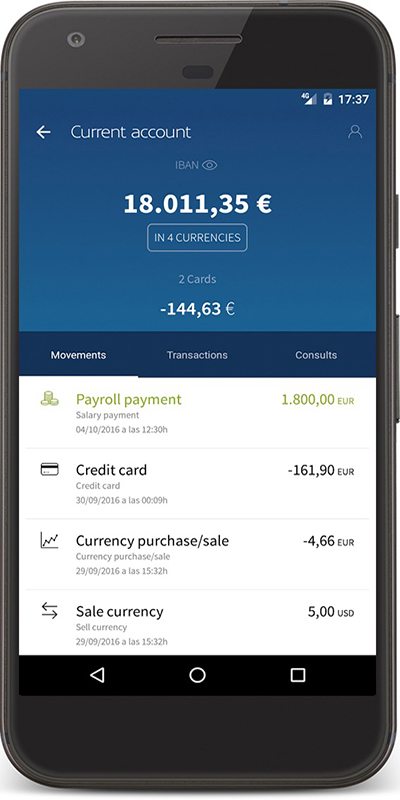 4G 17:37
Current account
IBAN
18.011,35 €
IN 4 CURRENCIES
2 Cards
-144,63 €
Movements Transactions Consults
Payroll payment 1.800,00 EUR
Salary payment
04/10/2016 a las 12:30h
Credit card -161,90 EUR
Credit card
30/09/2016 a las 00:09h
Currency purchase/sale -4,66 EUR
Currency purchase/sale
29/09/2016 a las 15:32h
Sale currency 5,00 USD
Sell currency
29/09/2016 a las 15:32h